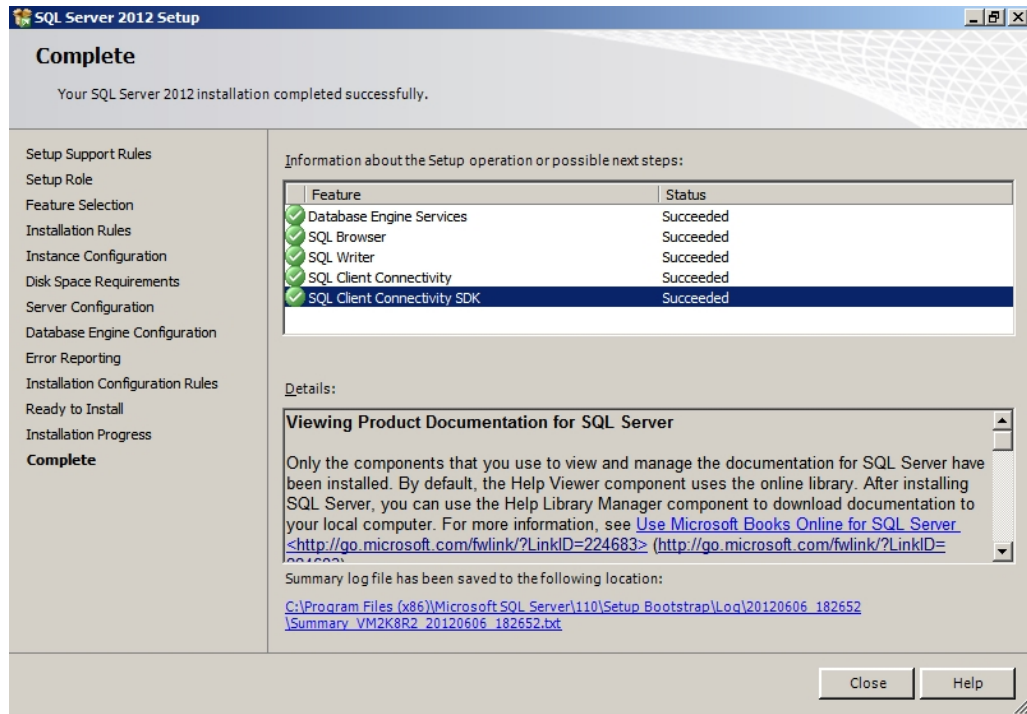 SQL Server 2012 Setup
Complete
Your SQL Server 2012 installation completed successfully.
Setup Support Rules
Setup Role
Feature Selection
Installation Rules
Instance Configuration
Disk Space Requirements
Server Configuration
Database Engine Configuration
Error Reporting
Installation Configuration Rules
Ready to Install
Installation Progress
Complete
Information about the Setup operation or possible next steps:
Feature Status
Database Engine Services Succeeded
SQL Browser Succeeded
SQL Writer Succeeded
SQL Client Connectivity Succeeded
SQL Client Connectivity SDK Succeeded
Details:
Viewing Product Documentation for SQL Server
Only the components that you use to view and manage the documentation for SQL Server have
been installed. By default, the Help Viewer component uses the online library. After installing
SQL Server, you can use the Help Library Manager component to download documentation to
your local computer. For more information, see Use Microsoft Books Online for SQL Server
<http://go.microsoft.com/fwlink/?LinkID=224683> (http://go.microsoft.com/fwlink/?LinkID=
Summary log file has been saved to the following location:
C:\Program Files (x86)\Microsoft SQL Server\110\Setup Bootstrap\Log\20120606_182652
\Summary_VM2K8R2_20120606_182652.txt
Close Help